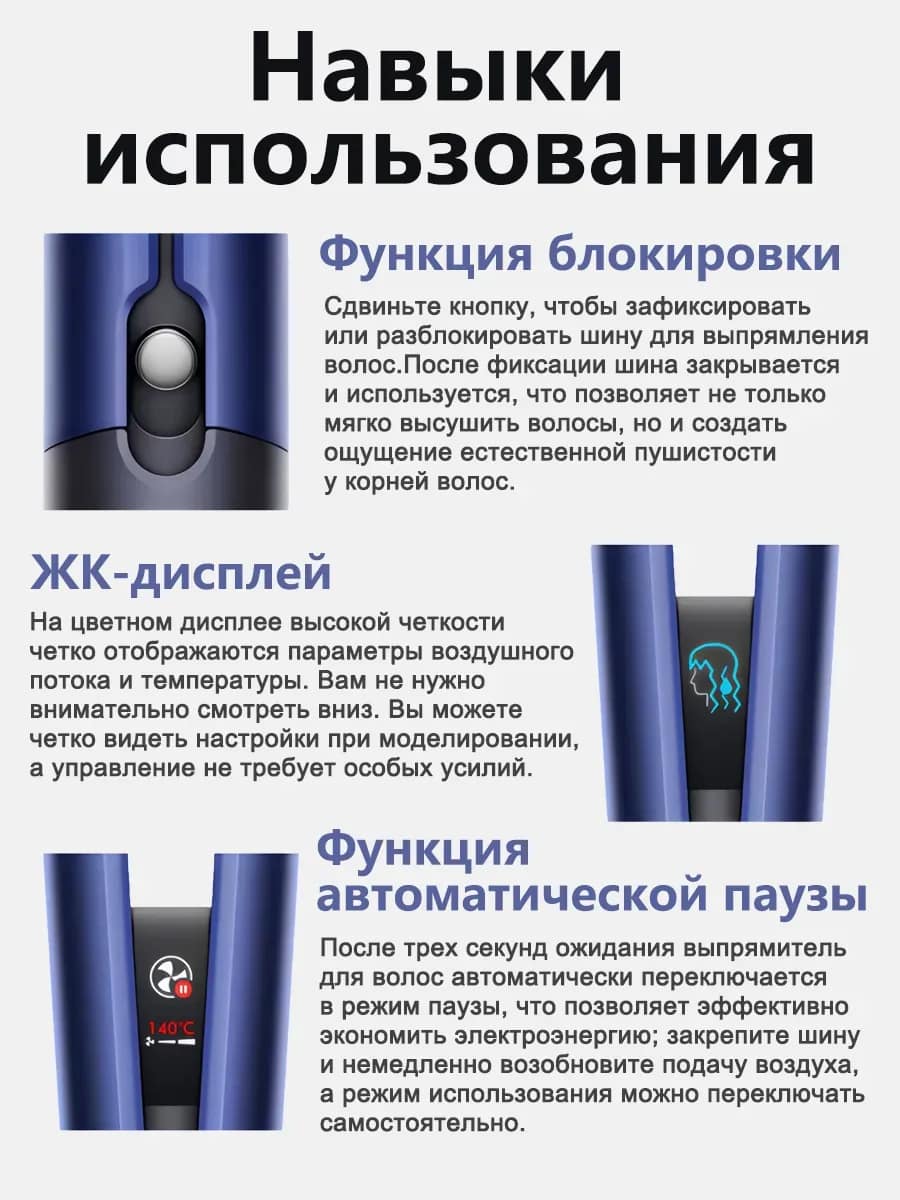 Навыки
использования
Функция блокировки
Сдвиньте кнопку, чтобы зафиксировать
или разблокировать шину для выпрямления
волос.После фиксации шина закрывается
и используется, что позволяет не только
мягко высушить волосы, но и создать
ощущение естественной пушистости
у корней волос.
ЖК-дисплей
На цветном дисплее высокой четкости
четко отображаются параметры воздушного
потока и температуры. Вам не нужно
внимательно смотреть вниз. Вы можете
четко видеть настройки при моделировании,
а управление не требует особых усилий.
Функция
автоматической паузы
После трех секунд ожидания выпрямитель
для волос автоматически переключается
в режим паузы, что позволяет эффективно
экономить электроэнергию; закрепите шину
и немедленно возобновите подачу воздуха,
а режим использования можно переключать
самостоятельно.
140°C